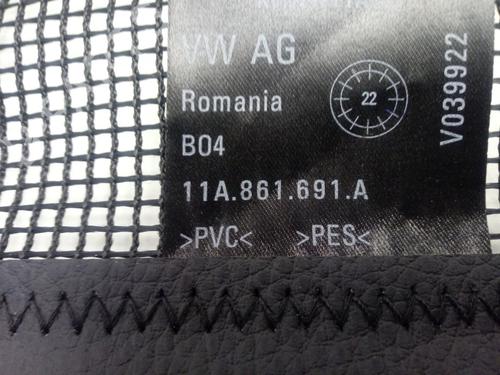 VW AG
Romania
22
B04
11A.861.691.A
>PVC< >PES<
V039922